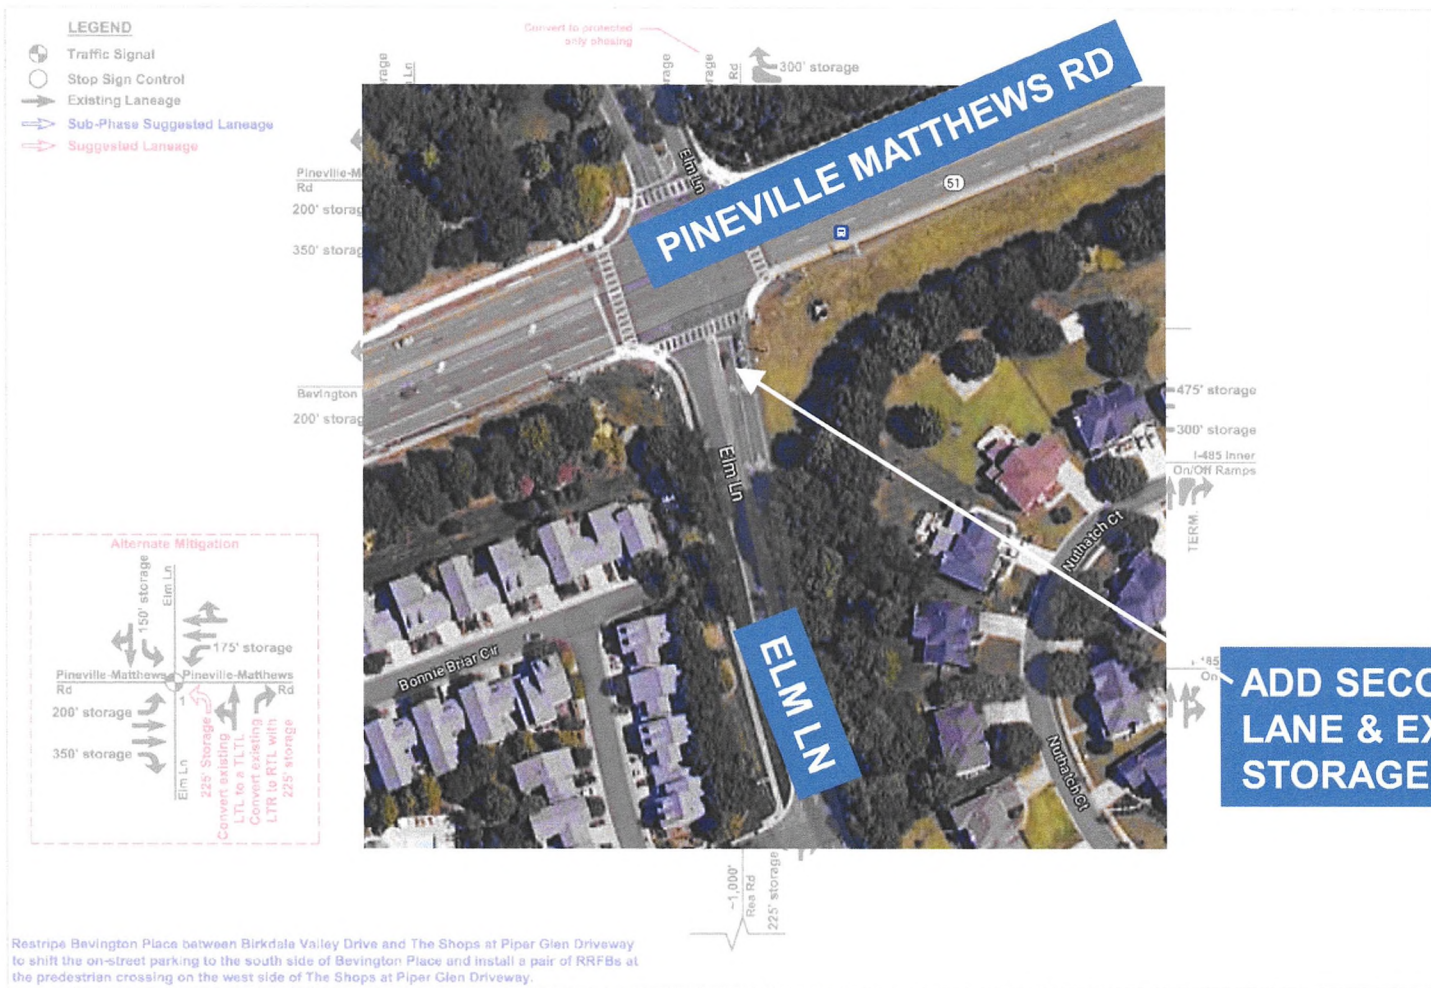 LEGEND
Traffic Signal
Stop Sign Control
Existing Laneage
Sub-Phase Suggested Laneage
Suggested Laneage
Convert to protected
only phasing
Rd
300' storage
PINEVILLE MATTHEWS RD
Elm Ln
51
Pineville-M
Rd
200' storag
350' storag
Bevington
200' storag
475' storage
300' storage
I-485 Inner
On/Off Ramps
TERM.
Elm Ln
Nuthatch Ct
Bonnie Briar Cir
ELM LN
Nuthatch Ct
ADD SECO
LANE & EX
STORAGE
Alternate Mitigation
150' storage
Elm Ln
175' storage
Pineville-Matthews
Rd
Pineville-Matthews
Rd
200' storage
350' storage
Elm Ln
225' Storage
Convert existing
LTL to a TLTL
Convert existing
LTR to RTL with
225' storage
~1,000'
Rea Rd
225' storage
Restripe Bevington Place between Birkdale Valley Drive and The Shops at Piper Glen Driveway
to shift the on-street parking to the south side of Bevington Place and install a pair of RRFBs at
the predestrian crossing on the west side of The Shops at Piper Glen Driveway.